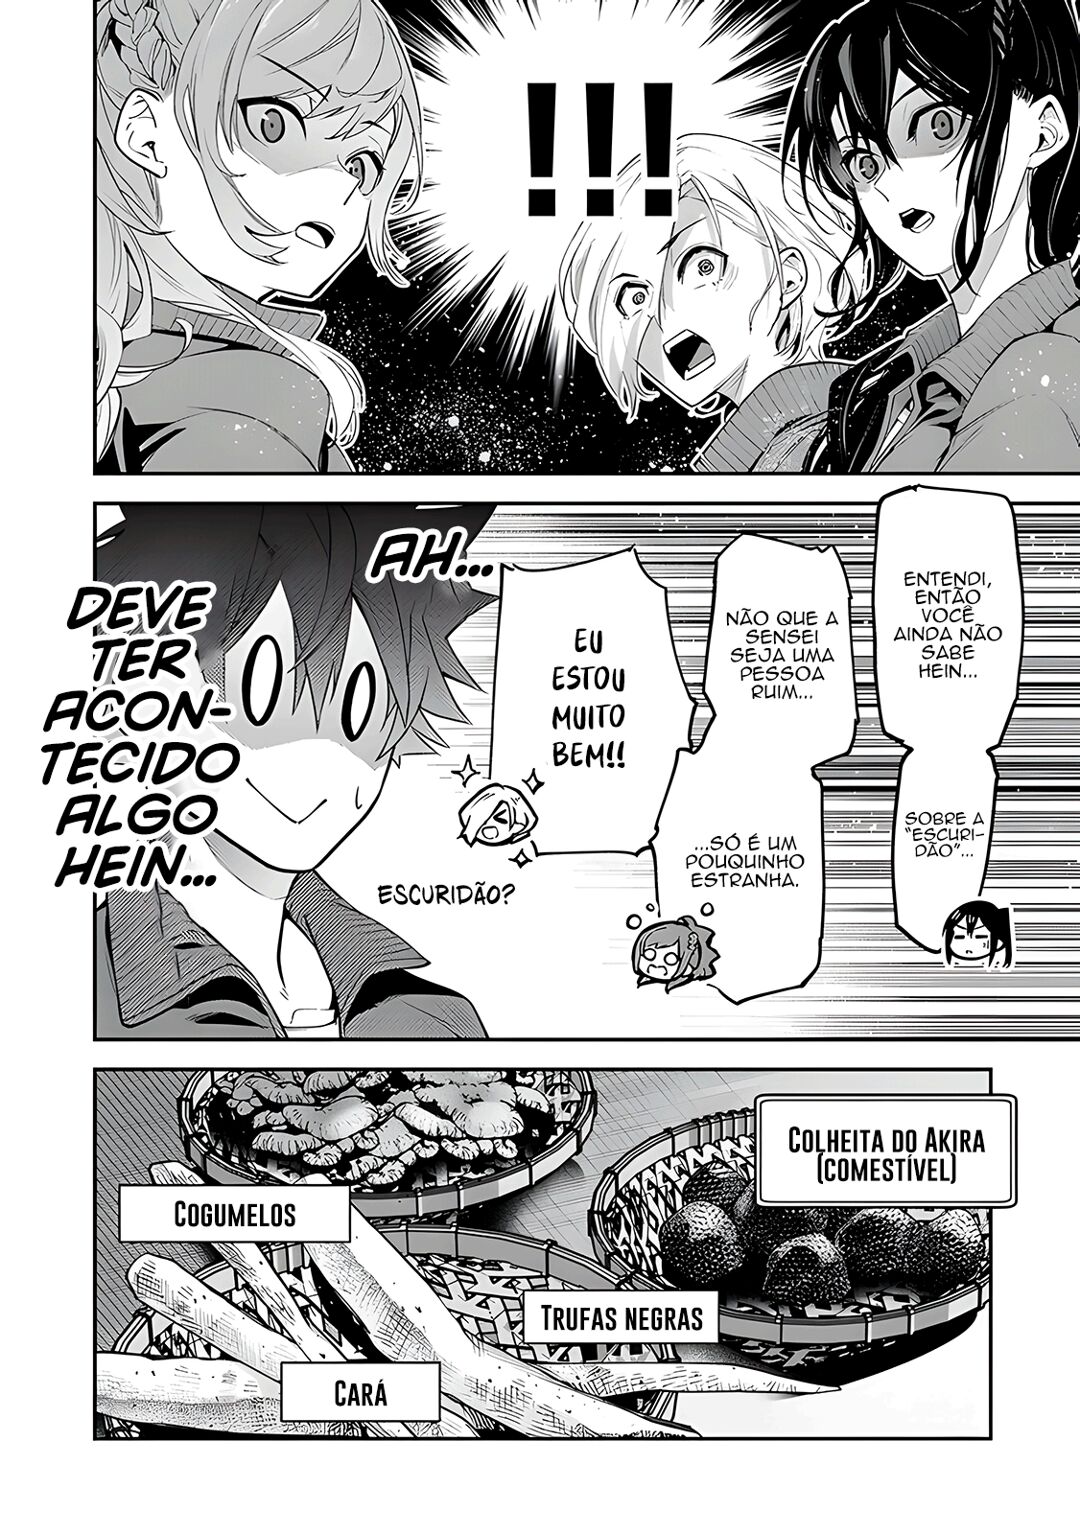 !!!
ENTENDI,
ENTÃO
VOCÊ
AINDA NÃO
SABE
HEIN...
SOBRE A
"ESCURI-
DÃO"...
NÃO QUE A
SENSEI
SEJA UMA
PESSOA
RUIM...
...SÓ É UM
POUQUINHO
ESTRANHA.
EU
ESTOU
MUITO
BEM!!
ESCURIDÃO?
AH...
DEVE
TER
ACON-
TECIDO
ALGO
HEIN...
COLHEITA DO AKIRA
(COMESTÍVEL)
COGUMELOS
TRUFAS NEGRAS
CARÁ